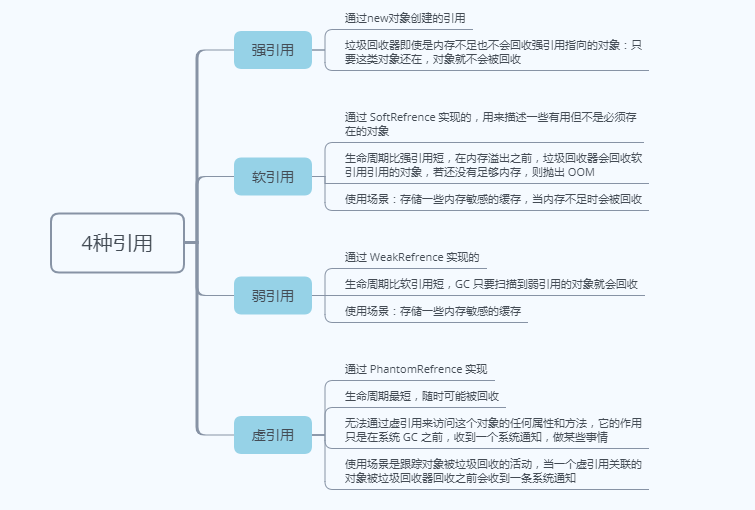 4种引用
强引用
通过new对象创建的引用
垃圾回收器即使是内存不足也不会回收强引用指向的对象：只
要这类对象还在，对象就不会被回收
软引用
通过 SoftRefrence 实现的，用来描述一些有用但不是必须存
在的对象
生命周期比强引用短，在内存溢出之前，垃圾回收器会回收软
引用引用的对象，若还没有足够内存，则抛出 OOM
使用场景：存储一些内存敏感的缓存，当内存不足时会被回收
弱引用
通过 WeakRefrence 实现的
生命周期比软引用短，GC 只要扫描到弱引用的对象就会回收
使用场景：存储一些内存敏感的缓存
虚引用
通过 PhantomRefrence 实现
生命周期最短，随时可能被回收
无法通过虚引用来访问这个对象的任何属性和方法，它的作用
只是在系统 GC 之前，收到一个系统通知，做某些事情
使用场景是跟踪对象被垃圾回收的活动，当一个虚引用关联的
对象被垃圾回收器回收之前会收到一条系统通知